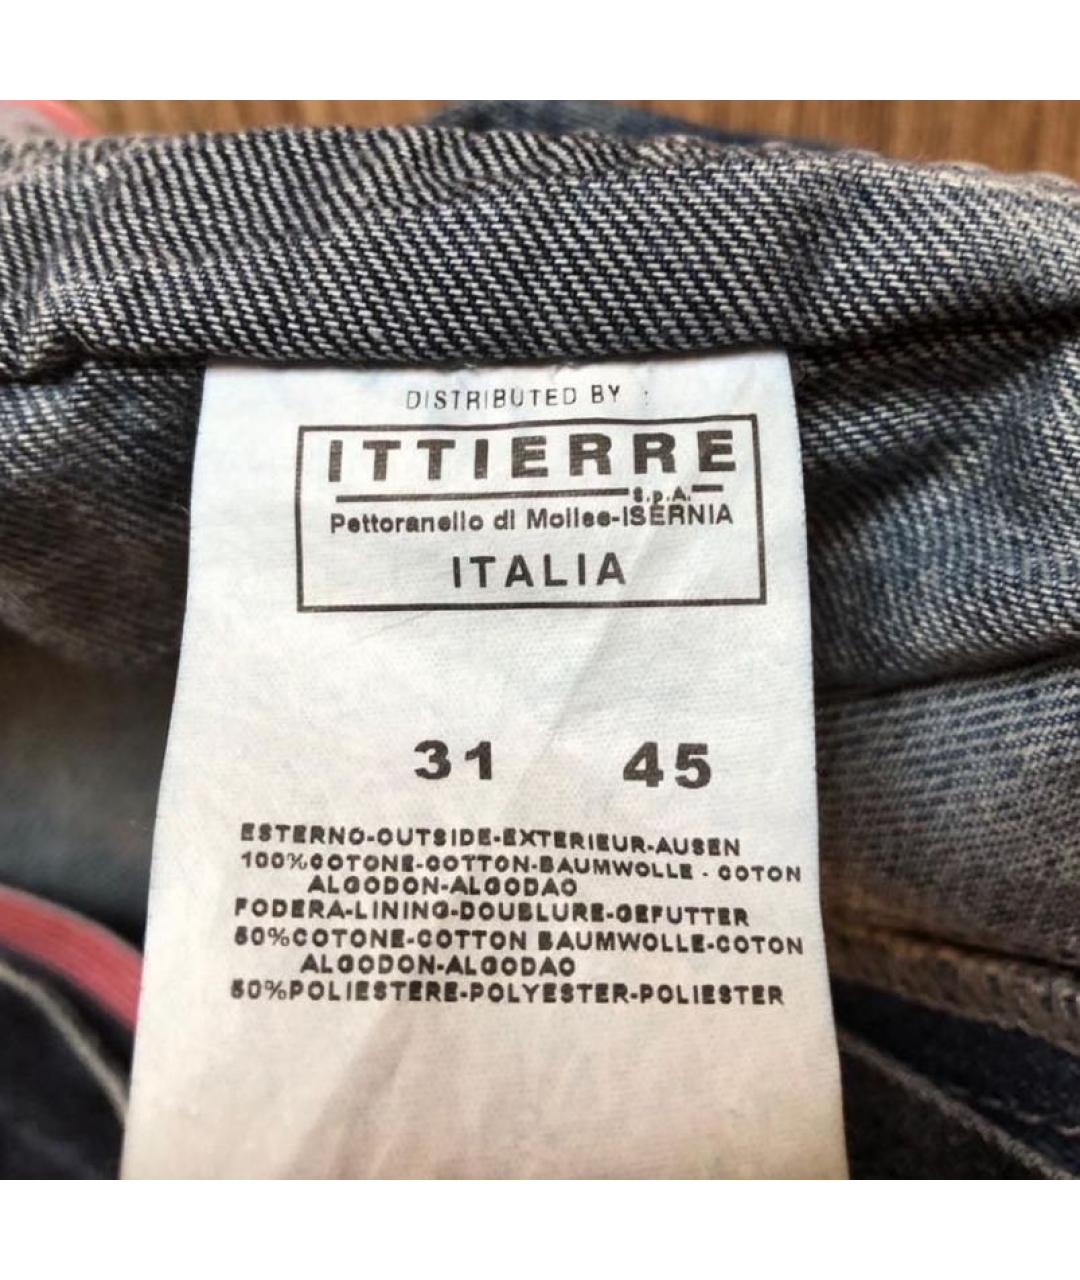 DISTRIBUTED BY :
ITTIERRE
S.p.A.
Pettoranello di Molise-ISERNIA
ITALIA
31 45
ESTERNO-OUTSIDE-EXTERIEUR-AUSEN
100%COTONE-COTTON-BAUMWOLLE - COTON
ALGODON-ALGODAO
FODERA-LINING-DOUBLURE-GEFUTTER
50%COTONE-COTTON BAUMWOLLE-COTON
ALGODON-ALGODAO
50%POLIESTERE-POLYESTER-POLIESTER